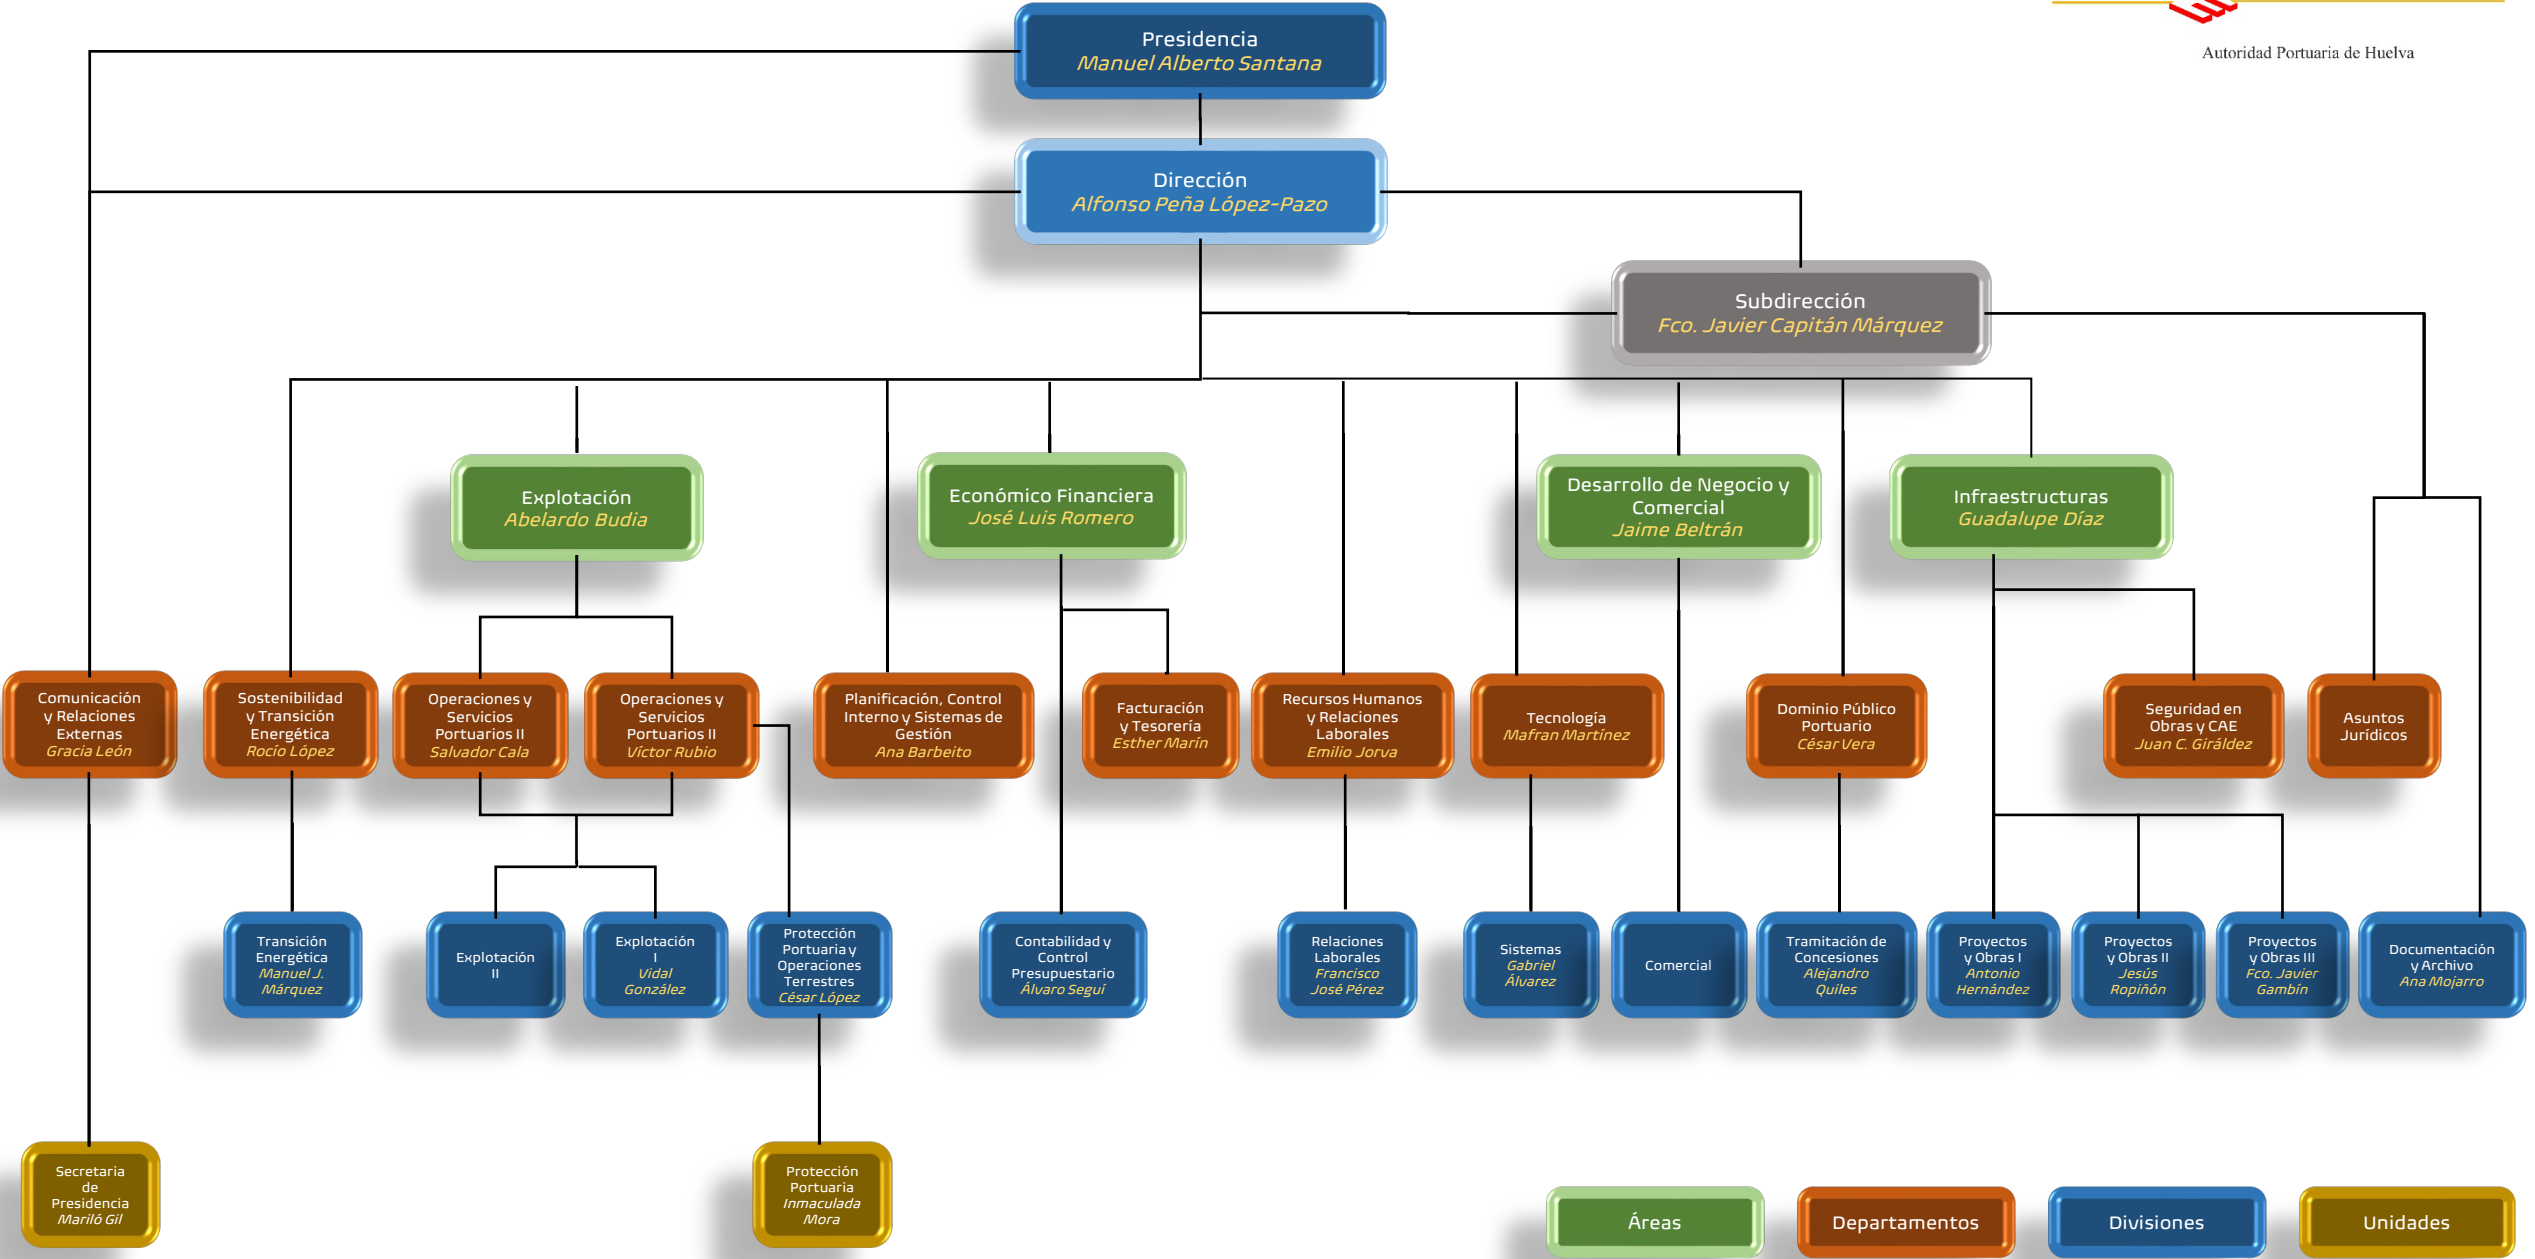 Autoridad Portuaria de Huelva
Presidencia
Manuel Alberto Santana
Dirección
Alfonso Peña López-Pazo
Subdirección
Fco. Javier Capitán Márquez
Explotación
Abelardo Budia
Económico Financiera
José Luis Romero
Desarrollo de Negocio y
Comercial
Jaime Beltrán
Infraestructuras
Guadalupe Díaz
Comunicación
y Relaciones
Externas
Gracia León
Sostenibilidad
y Transición
Energética
Rocío López
Operaciones y
Servicios
Portuarios II
Salvador Cala
Operaciones y
Servicios
Portuarios II
Víctor Rubio
Planificación, Control
Interno y Sistemas de
Gestión
Ana Barbeito
Facturación
y Tesorería
Esther Marín
Recursos Humanos
y Relaciones
Laborales
Emilio Jorva
Tecnología
Mafran Martínez
Dominio Público
Portuario
César Vera
Seguridad en
Obras y CAE
Juan C. Giráldez
Asuntos
Jurídicos
Transición
Energética
Manuel J.
Márquez
Explotación
II
Explotación
I
Vidal
González
Protección
Portuaria y
Operaciones
Terrestres
César López
Contabilidad y
Control
Presupuestario
Álvaro Seguí
Relaciones
Laborales
Francisco
José Pérez
Sistemas
Gabriel
Álvarez
Comercial
Tramitación de
Concesiones
Alejandro
Quiles
Proyectos
y Obras I
Antonio
Hernández
Proyectos
y Obras II
Jesús
Ropiñón
Proyectos
y Obras III
Fco. Javier
Gambín
Documentación
y Archivo
Ana Mojarro
Secretaria
de
Presidencia
Mariló Gil
Protección
Portuaria
Inmaculada
Mora
Áreas
Departamentos
Divisiones
Unidades